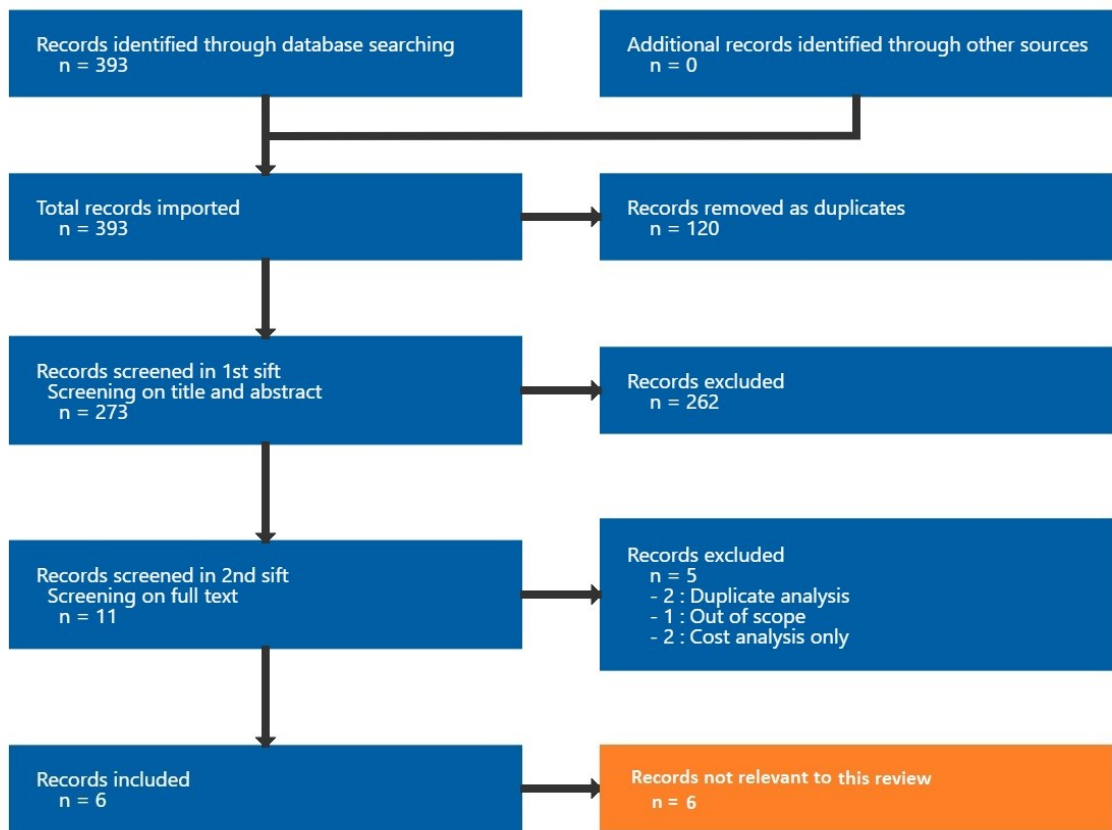 Records identified through database searching
n = 393
Additional records identified through other sources
n = 0
Total records imported
n = 393
Records removed as duplicates
n = 120
Records screened in 1st sift
Screening on title and abstract
n = 273
Records excluded
n = 262
Records screened in 2nd sift
Screening on full text
n = 11
Records excluded
n = 5
- 2 : Duplicate analysis
- 1 : Out of scope
- 2 : Cost analysis only
Records included
n = 6
Records not relevant to this review
n = 6